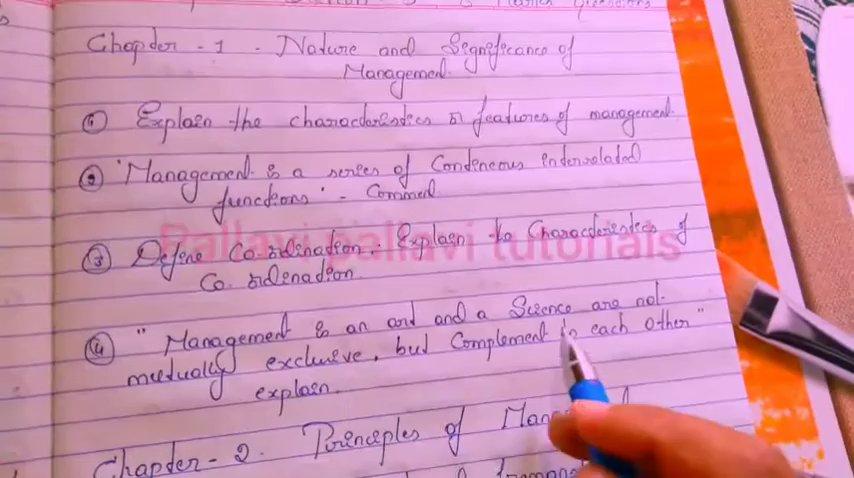 Chapter - 1 - Nature and Significance of
Management
① Explain the characteristics or features of management
② "Management is a series of Continuous interrelated
functions" - Comment
Pallavi pallavi tutorials
③ Define Co-ordination. Explain the Characteristics of
Co-ordination
④ "Management is an art and a Science are not
mutually exclusive, but Complement in each other"
explain.
Chapter - 2. Principles of